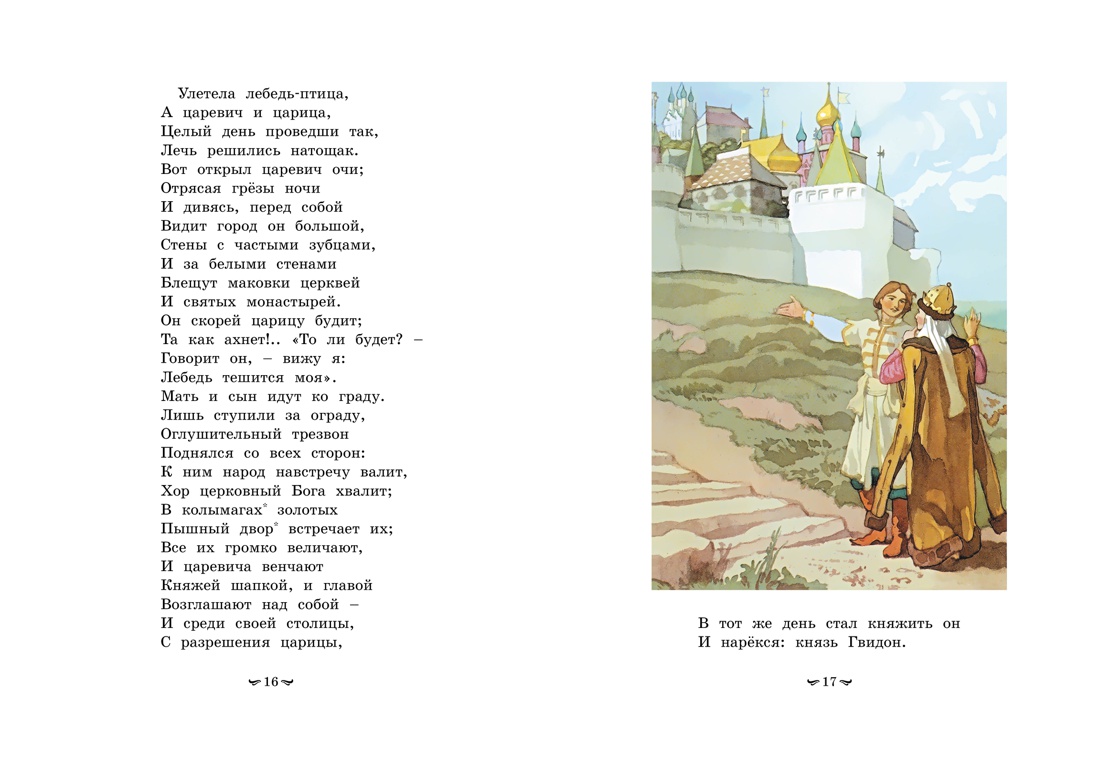 Улетела лебедь-птица,
А царевич и царица,
Целый день проведши так,
Лечь решились натощак.
Вот открыл царевич очи;
Отрясая грёзы ночи
И дивясь, перед собой
Видит город он большой,
Стены с частыми зубцами,
И за белыми стенами
Блещут маковки церквей
И святых монастырей.
Он скорей царицу будит;
Та как ахнет!.. «То ли будет? –
Говорит он, – вижу я:
Лебедь тешится моя».
Мать и сын идут ко граду.
Лишь ступили за ограду,
Оглушительный трезвон
Поднялся со всех сторон:
К ним народ навстречу валит,
Хор церковный Бога хвалит;
В колымагах* золотых
Пышный двор* встречает их;
Все их громко величают,
И царевича венчают
Княжей шапкой, и главой
Возглашают над собой –
И среди своей столицы,
С разрешения царицы,
16
В тот же день стал княжить он
И нарёкся: князь Гвидон.
17